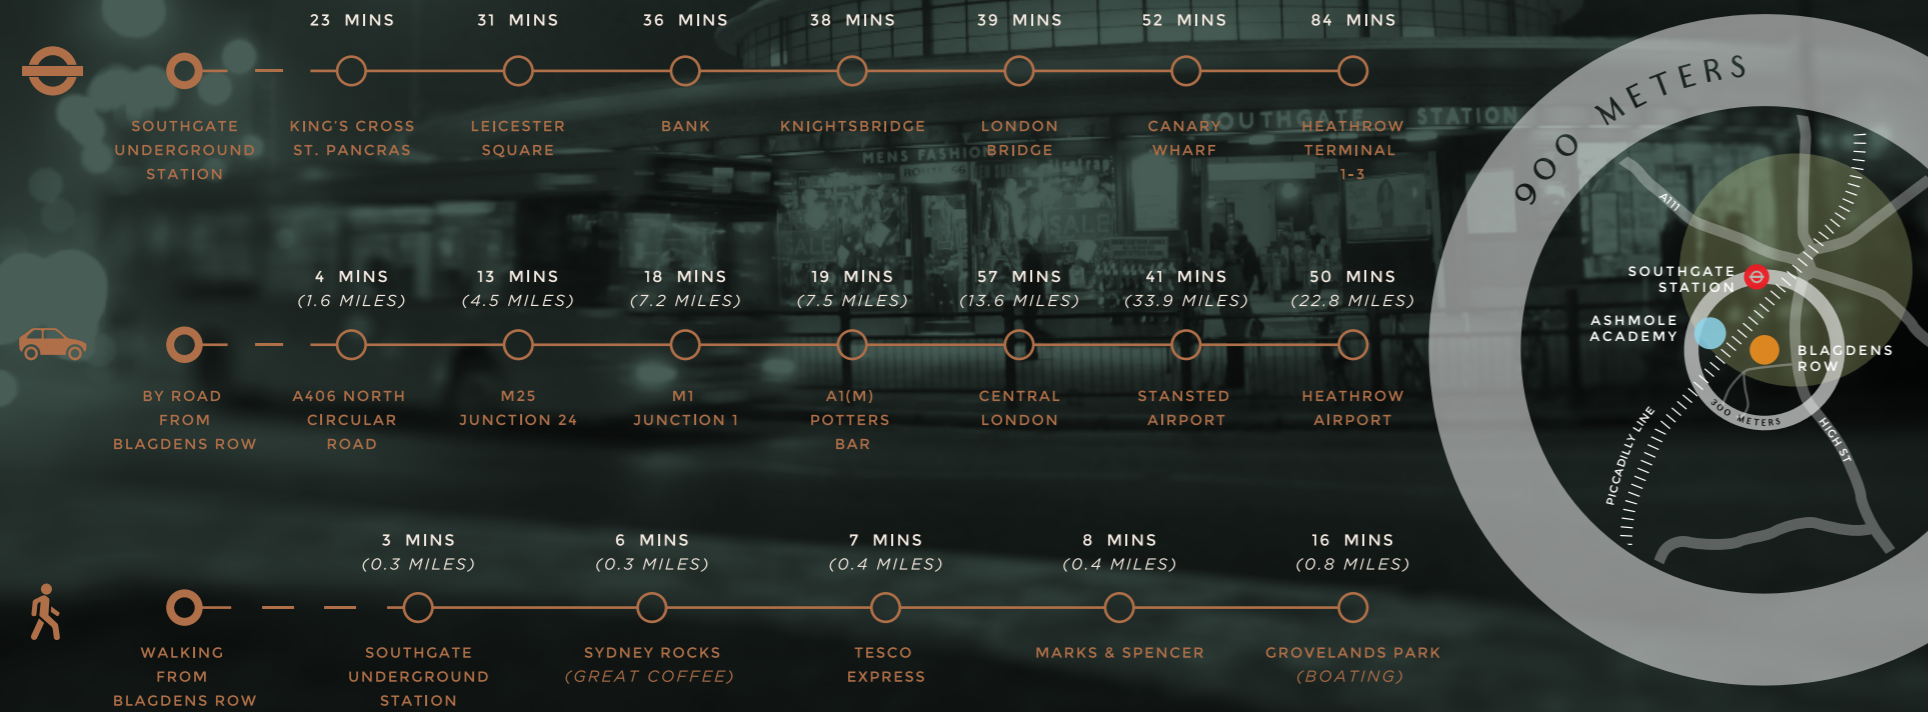 23 MINS
31 MINS
36 MINS
38 MINS
39 MINS
52 MINS
84 MINS
SOUTHGATE
UNDERGROUND
STATION
KING'S CROSS
ST. PANCRAS
LEICESTER
SQUARE
BANK
KNIGHTSBRIDGE
LONDON
BRIDGE
CANARY
WHARF
HEATHROW
TERMINAL
1-3
SOUTHGATE STATION
MENS FASHION
SALE
SALE
4 MINS
(1.6 MILES)
13 MINS
(4.5 MILES)
18 MINS
(7.2 MILES)
19 MINS
(7.5 MILES)
57 MINS
(13.6 MILES)
41 MINS
(33.9 MILES)
50 MINS
(22.8 MILES)
BY ROAD
FROM
BLAGDENS ROW
A406 NORTH
CIRCULAR
ROAD
M25
JUNCTION 24
M1
JUNCTION 1
A1(M)
POTTERS
BAR
CENTRAL
LONDON
STANSTED
AIRPORT
HEATHROW
AIRPORT
3 MINS
(0.3 MILES)
6 MINS
(0.3 MILES)
7 MINS
(0.4 MILES)
8 MINS
(0.4 MILES)
16 MINS
(0.8 MILES)
WALKING
FROM
BLAGDENS ROW
SOUTHGATE
UNDERGROUND
STATION
SYDNEY ROCKS
(GREAT COFFEE)
TESCO
EXPRESS
MARKS & SPENCER
GROVELANDS PARK
(BOATING)
900 METERS
A111
SOUTHGATE
STATION
ASHMOLE
ACADEMY
BLAGDENS
ROW
300 METERS
PICCADILLY LINE
HIGH ST